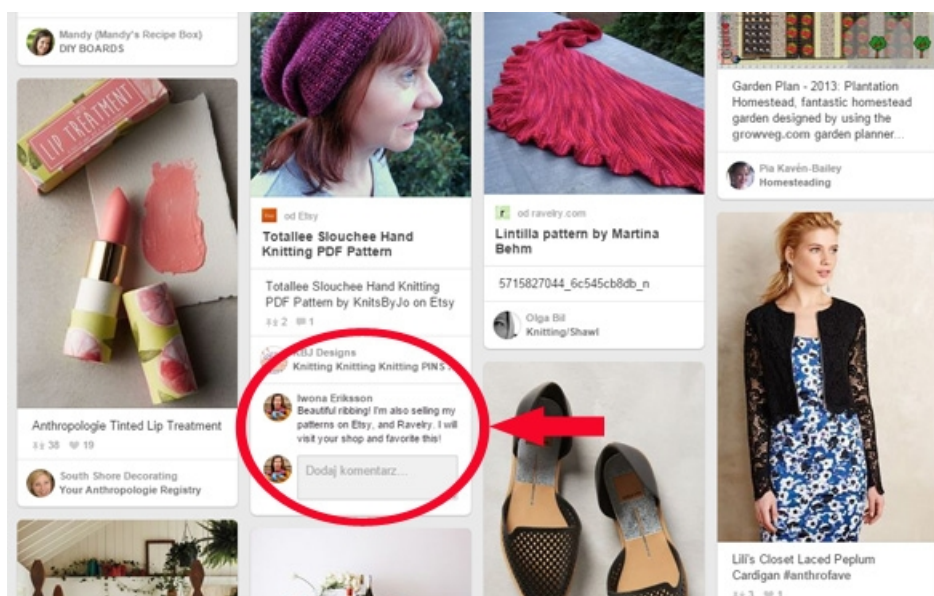 Mandy (Mandy's Recipe Box)
DIY BOARDS
LIP TREATMENT
LIP TREATMENT
Anthropologie Tinted Lip Treatment
38 19
South Shore Decorating
Your Anthropologie Registry
od Etsy
Totallee Slouchee Hand
Knitting PDF Pattern
Totallee Slouchee Hand Knitting
PDF Pattern by KnitsByJo on Etsy
2 1
KBJ Designs
Knitting Knitting Knitting PINS
Iwona Eriksson
Beautiful ribbing! I'm also selling my
patterns on Etsy, and Ravelry. I will
visit your shop and favorite this!
Dodaj komentarz...
r od ravelry.com
Lintilla pattern by Martina
Behm
5715827044_6c545cb8db_n
Olga Bil
Knitting/Shawl
Garden Plan - 2013: Plantation
Homestead, fantastic homestead
garden designed by using the
growveg.com garden planner...
Pia Kavén-Bailey
Homesteading
Lili's Closet Laced Peplum
Cardigan #anthrofave
3 1